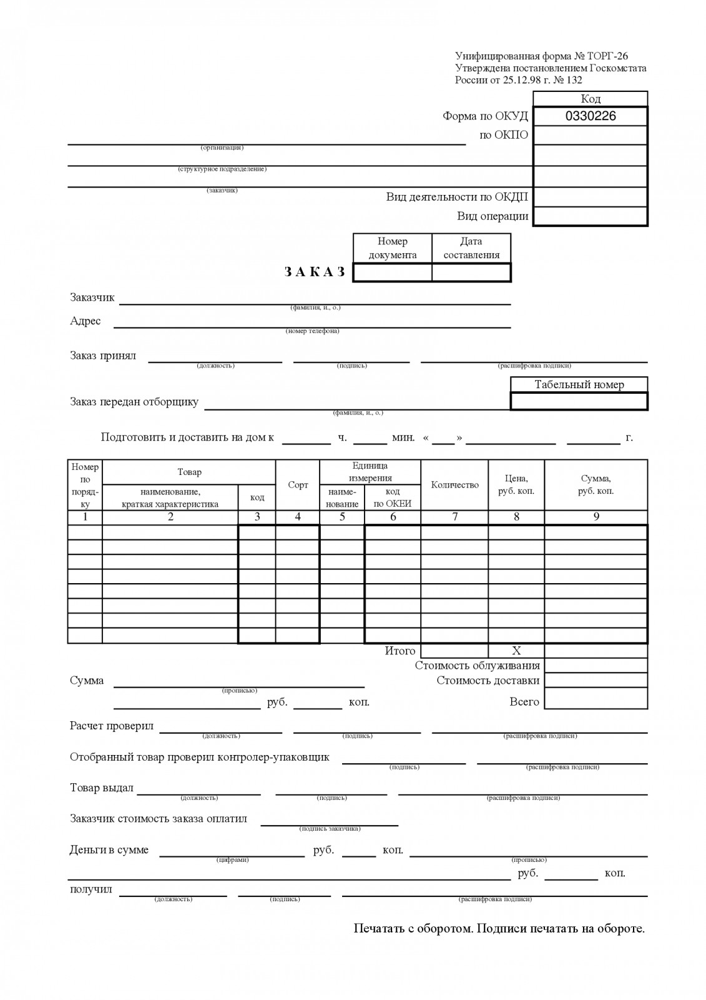 Унифицированная форма № ТОРГ-26
Утверждена постановлением Госкомстата
России от 25.12.98 г. № 132
Код
Форма по ОКУД 0330226
по ОКПО
(организация)
(структурное подразделение)
(заказчик)
Вид деятельности по ОКДП
Вид операции
Номер документа Дата составления
З А К А З
Заказчик
(фамилия, и., о.)
Адрес
(номер телефона)
Заказ принял
(должность) (подпись) (расшифровка подписи)
Табельный номер
Заказ передан отборщику
(фамилия, и., о.)
Подготовить и доставить на дом к ч. мин. « » г.
Номер по поряд-ку Товар Сорт Единица измерения Количество Цена, руб. коп. Сумма, руб. коп.
наименование, краткая характеристика код наиме-нование код по ОКЕИ
1 2 3 4 5 6 7 8 9
Итого Х
Стоимость облуживания
Сумма Стоимость доставки
(прописью)
руб. коп. Всего
Расчет проверил
(должность) (подпись) (расшифровка подписи)
Отобранный товар проверил контролер-упаковщик
(подпись) (расшифровка подписи)
Товар выдал
(должность) (подпись) (расшифровка подписи)
Заказчик стоимость заказа оплатил
(подпись заказчика)
Деньги в сумме руб. коп.
(цифрами) (прописью)
руб. коп.
получил
(должность) (подпись) (расшифровка подписи)
Печатать с оборотом. Подписи печатать на обороте.